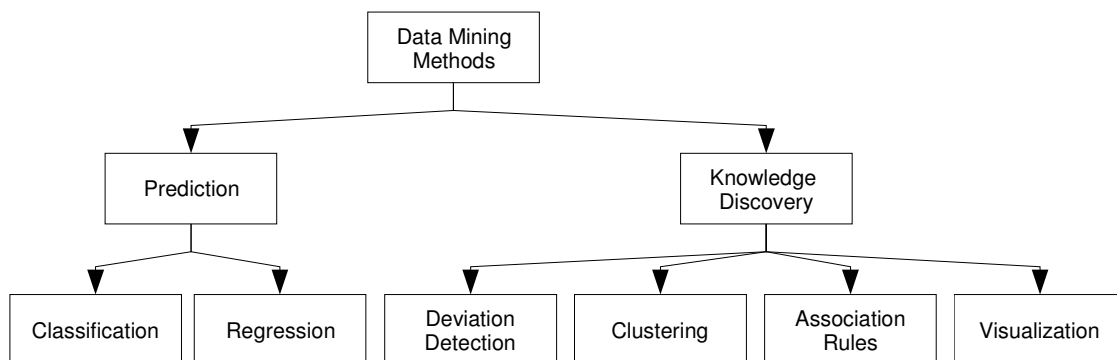 Data Mining
Methods
Prediction
Knowledge
Discovery
Classification
Regression
Deviation
Detection
Clustering
Association
Rules
Visualization